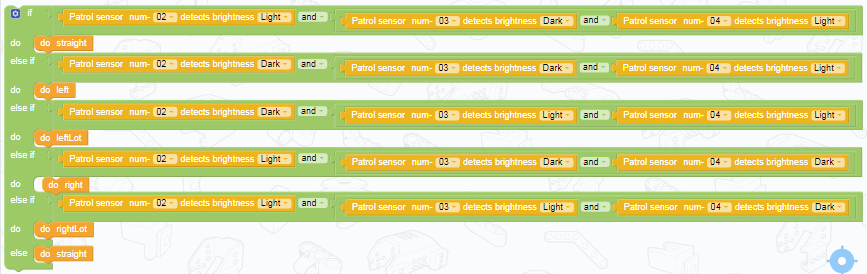 if Patrol sensor num- 02 detects brightness Light and Patrol sensor num- 03 detects brightness Dark and Patrol sensor num- 04 detects brightness Light
do do straight
else if Patrol sensor num- 02 detects brightness Dark and Patrol sensor num- 03 detects brightness Dark and Patrol sensor num- 04 detects brightness Light
do do left
else if Patrol sensor num- 02 detects brightness Dark and Patrol sensor num- 03 detects brightness Light and Patrol sensor num- 04 detects brightness Light
do do leftLot
else if Patrol sensor num- 02 detects brightness Light and Patrol sensor num- 03 detects brightness Dark and Patrol sensor num- 04 detects brightness Dark
do do right
else if Patrol sensor num- 02 detects brightness Light and Patrol sensor num- 03 detects brightness Light and Patrol sensor num- 04 detects brightness Dark
do do rightLot
else do straight